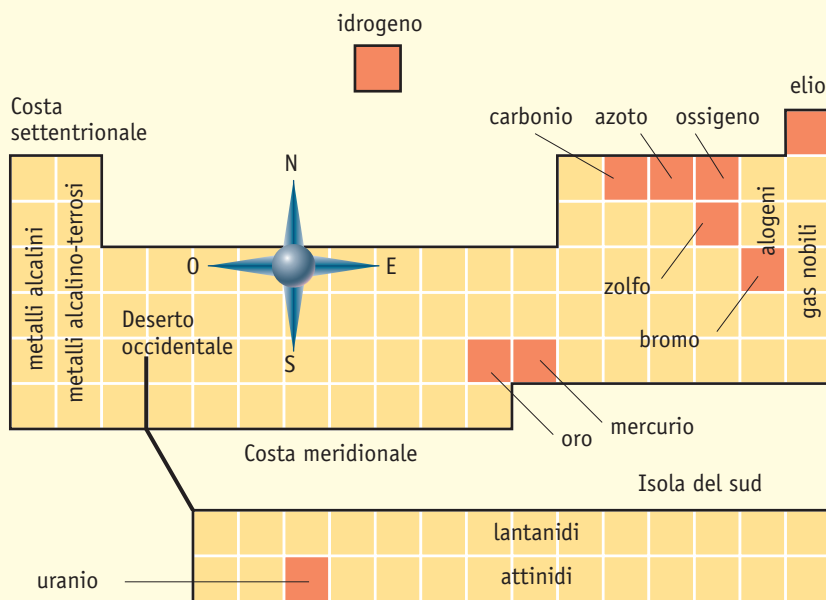 idrogeno
elio
Costa
settentrionale
carbonio
azoto
ossigeno
N
O
E
S
metalli alcalini
metalli alcalino-terrosi
alogeni
gas nobili
Deserto
occidentale
zolfo
bromo
oro
mercurio
Costa meridionale
Isola del sud
lantanidi
attinidi
uranio